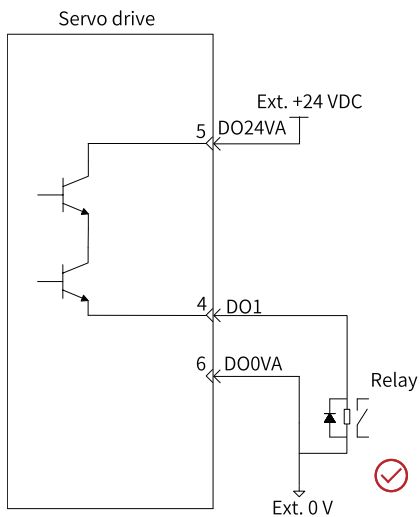 Servo drive
Ext. +24 VDC
5 DO24VA
4 DO1
6 DO0VA
Relay
Ext. 0 V